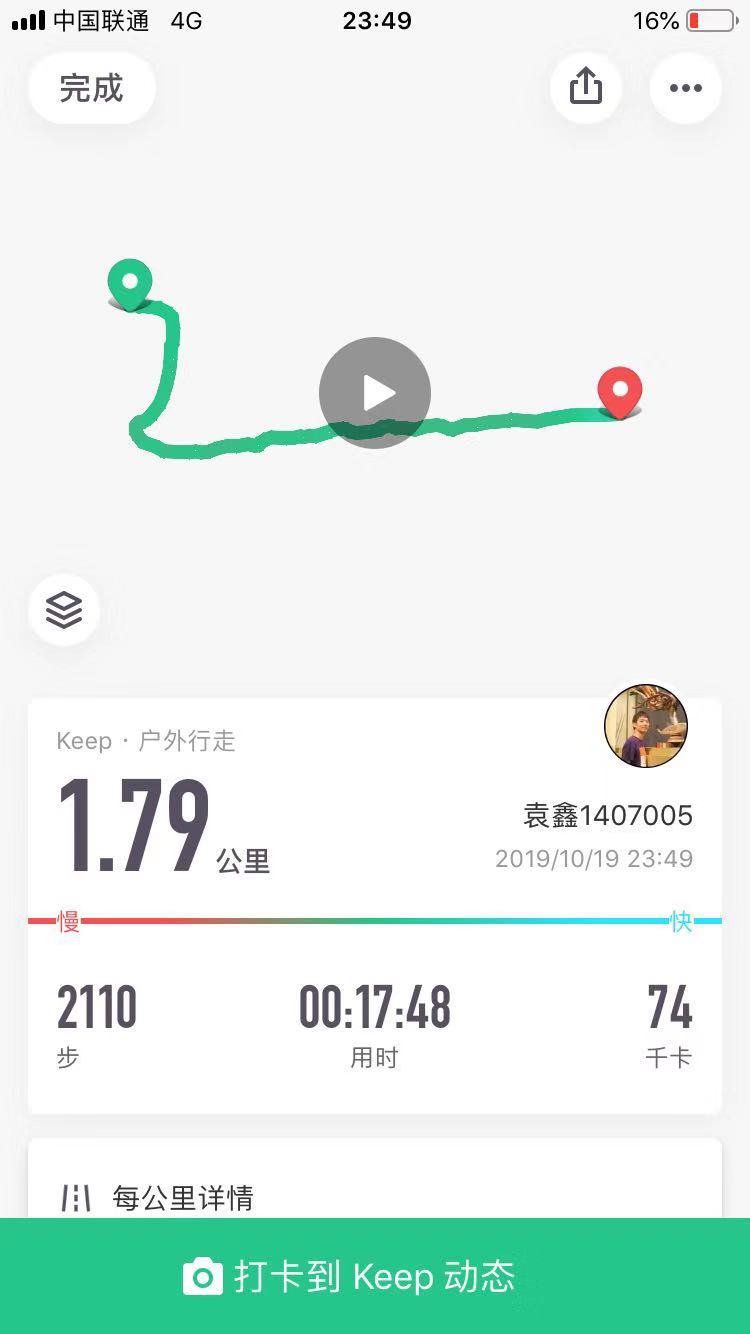 中国联通 4G 23:49 16%
完成
Keep · 户外行走
1.79 公里
袁鑫1407005
2019/10/19 23:49
慢 快
2110 00:17:48 74
步 用时 千卡
每公里详情
打卡到 Keep 动态